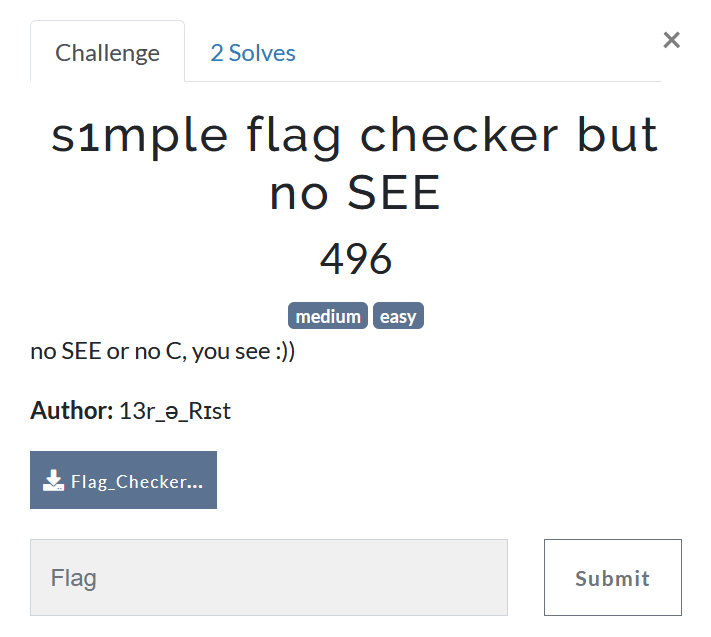 Challenge
2 Solves
×
s1mple flag checker but
no SEE
496
medium easy
no SEE or no C, you see :))
Author: 13r_ə_Rɪst
Flag_Checker...
Flag
Submit